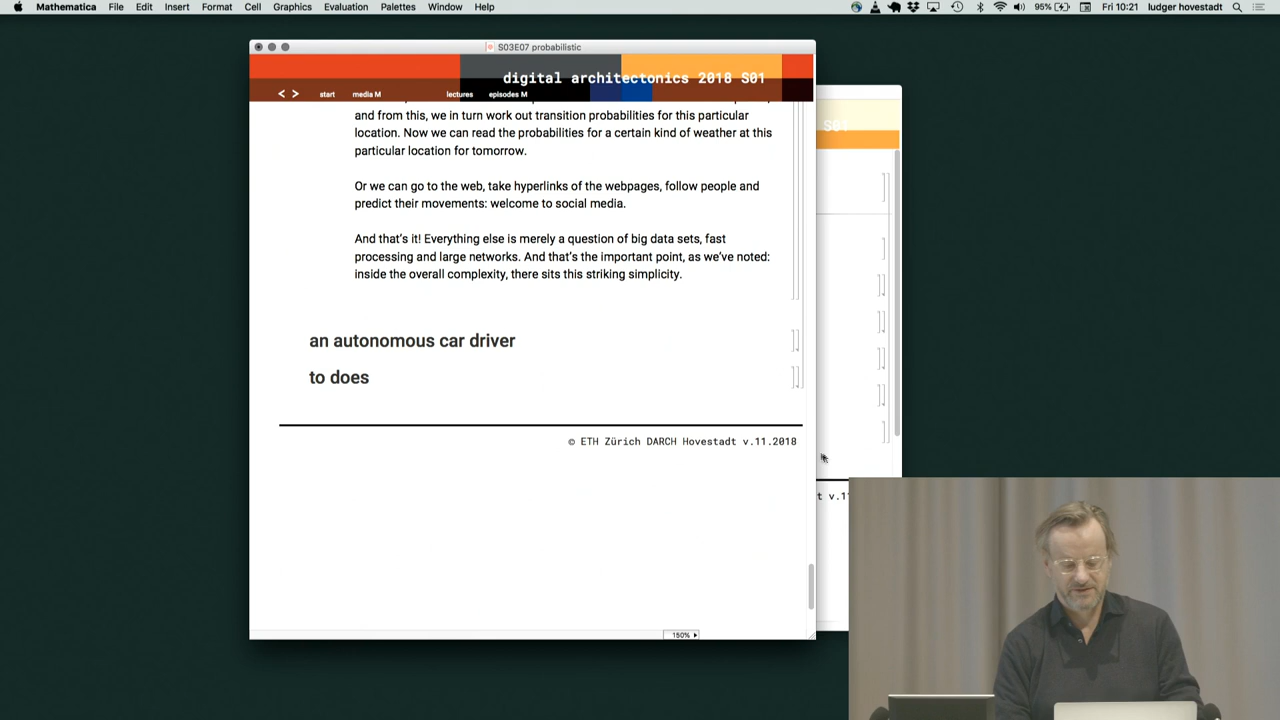 Mathematica File Edit Insert Format Cell Graphics Evaluation Palettes Window Help 95% Fri 10:21 ludger hovestadt
S03E07 probabilistic
digital architectonics 2018 S01
< > start media M lectures episodes M
S01
and from this, we in turn work out transition probabilities for this particular
location. Now we can read the probabilities for a certain kind of weather at this
particular location for tomorrow.
Or we can go to the web, take hyperlinks of the webpages, follow people and
predict their movements: welcome to social media.
And that's it! Everything else is merely a question of big data sets, fast
processing and large networks. And that's the important point, as we've noted:
inside the overall complexity, there sits this striking simplicity.
an autonomous car driver
to does
© ETH Zürich DARCH Hovestadt v.11.2018
t v.1
150%